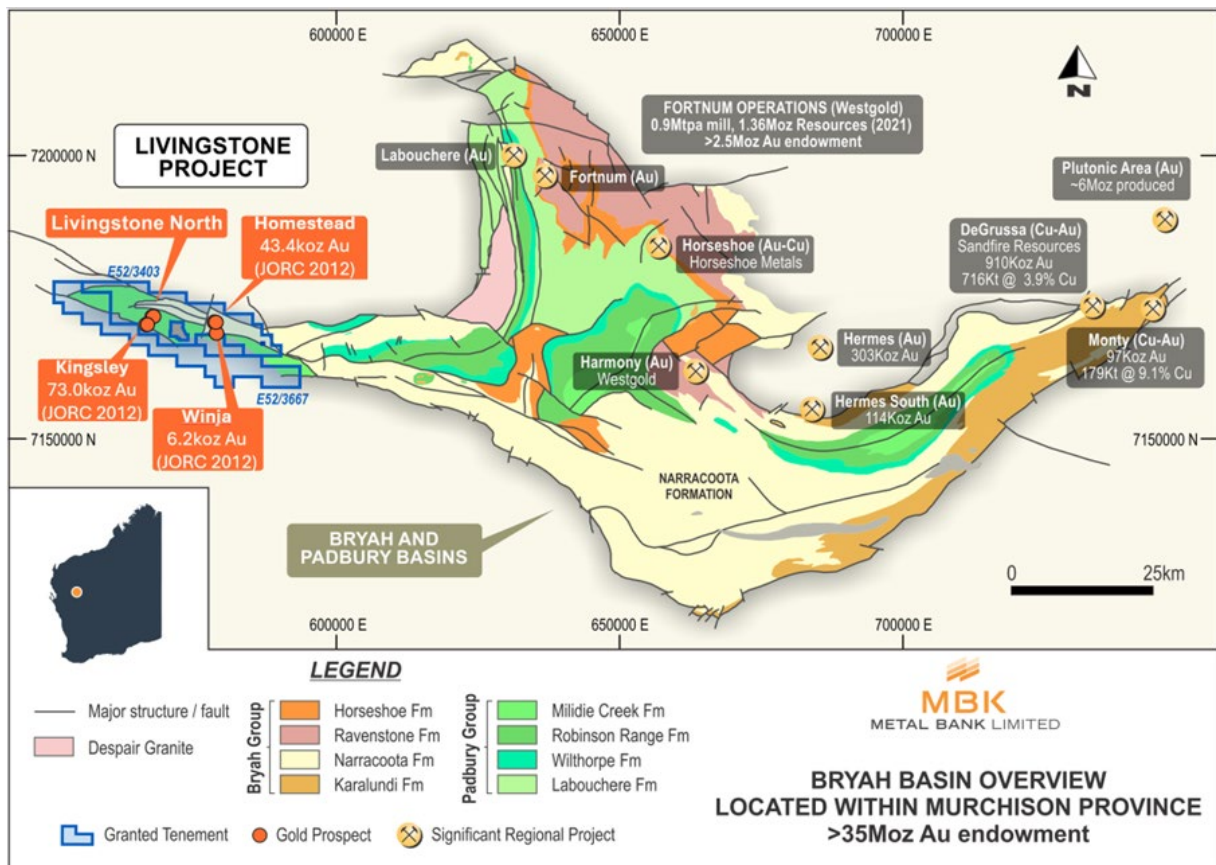 600000 E
650000 E
700000 E
N
7200000 N
LIVINGSTONE
PROJECT
Labouchere (Au)
Fortnum (Au)
FORTNUM OPERATIONS (Westgold)
0.9Mtpa mill, 1.36Moz Resources (2021)
>2.5Moz Au endowment
Plutonic Area (Au)
~6Moz produced
Livingstone North
Homestead
43.4koz Au
(JORC 2012)
E52/3403
Horseshoe (Au-Cu)
Horseshoe Metals
DeGrussa (Cu-Au)
Sandfire Resources
910Koz Au
716Kt @ 3.9% Cu
Kingsley
73.0koz Au
(JORC 2012)
Winja
6.2koz Au
(JORC 2012)
E52/3667
Harmony (Au)
Westgold
Hermes (Au)
303Koz Au
Hermes South (Au)
114Koz Au
Monty (Cu-Au)
97Koz Au
179Kt @ 9.1% Cu
7150000 N
7150000 N
NARRACOOTA
FORMATION
BRYAH AND
PADBURY BASINS
0
25km
600000 E
650000 E
700000 E
LEGEND
Major structure / fault
Despair Granite
Bryah Group
Horseshoe Fm
Ravenstone Fm
Narracoota Fm
Karalundi Fm
Padbury Group
Milidie Creek Fm
Robinson Range Fm
Wilthorpe Fm
Labouchere Fm
Granted Tenement
Gold Prospect
Significant Regional Project
MBK
METAL BANK LIMITED
BRYAH BASIN OVERVIEW
LOCATED WITHIN MURCHISON PROVINCE
>35Moz Au endowment